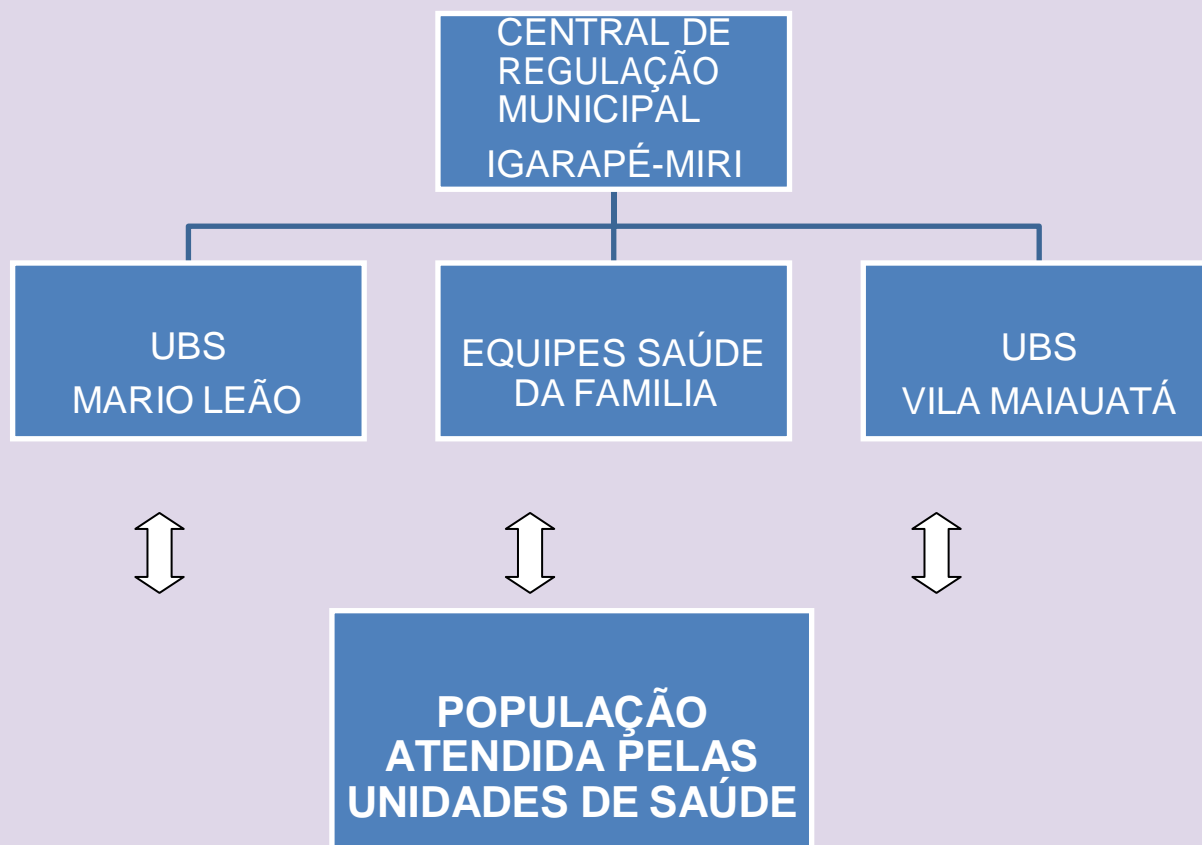 CENTRAL DE
REGULAÇÃO
MUNICIPAL
IGARAPÉ-MIRI
UBS
MARIO LEÃO
EQUIPES SAÚDE
DA FAMILIA
UBS
VILA MAIAUATÁ
POPULAÇÃO
ATENDIDA PELAS
UNIDADES DE SAÚDE